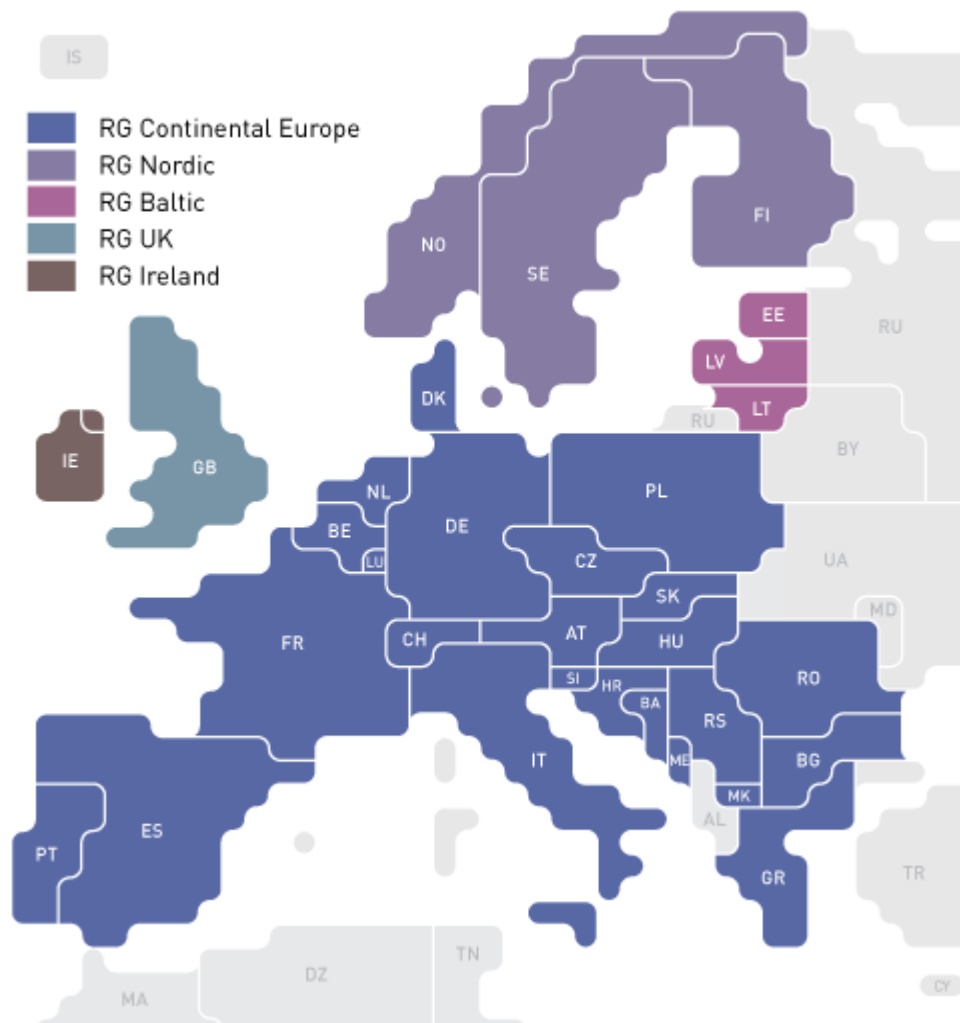 IS
RG Continental Europe
RG Nordic
RG Baltic
RG UK
RG Ireland
FI
NO
SE
EE
RU
LV
DK
LT
RU
BY
IE
GB
NL
PL
BE
DE
LU
CZ
UA
SK
MD
FR
CH
AT
HU
SI
HR
RO
BA
RS
IT
ME
BG
MK
AL
ES
PT
GR
TR
TN
DZ
CY
MA